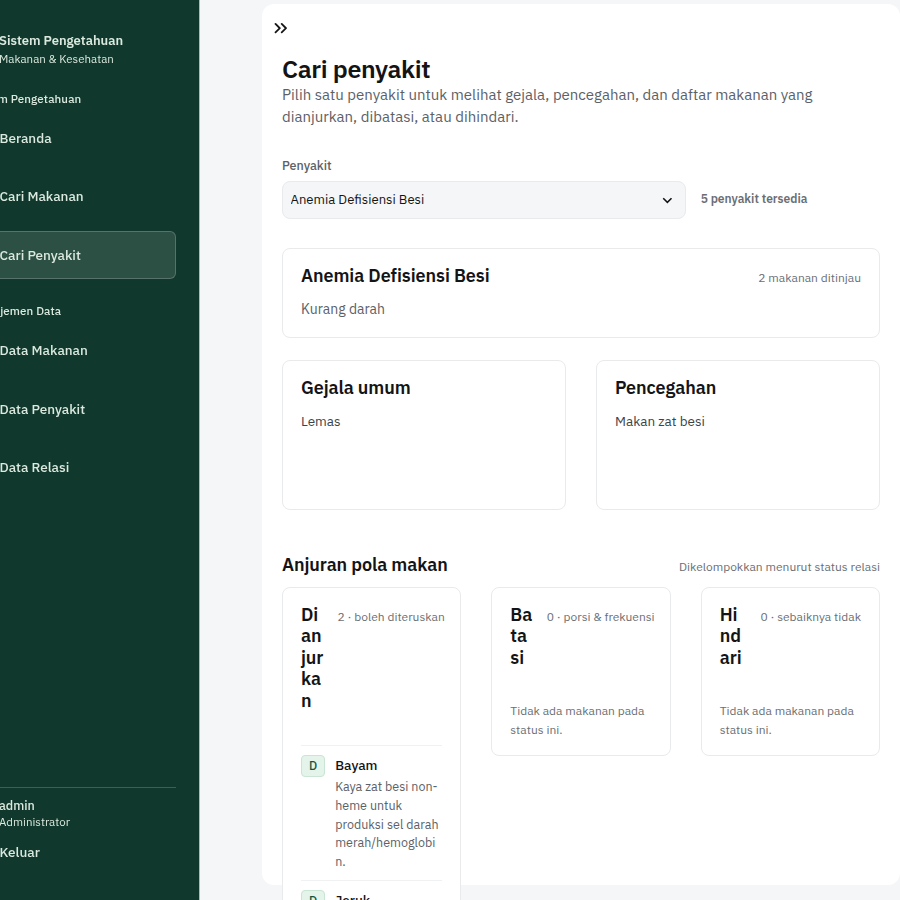 Sistem Pengetahuan
Makanan & Kesehatan
m Pengetahuan
Beranda
Cari Makanan
Cari Penyakit
jemen Data
Data Makanan
Data Penyakit
Data Relasi
admin
Administrator
Keluar
Cari penyakit
Pilih satu penyakit untuk melihat gejala, pencegahan, dan daftar makanan yang
dianjurkan, dibatasi, atau dihindari.
Penyakit
Anemia Defisiensi Besi
5 penyakit tersedia
Anemia Defisiensi Besi
2 makanan ditinjau
Kurang darah
Gejala umum
Lemas
Pencegahan
Makan zat besi
Anjuran pola makan
Dikelompokkan menurut status relasi
Di
an
jur
ka
n
2 · boleh diteruskan
D
Bayam
Kaya zat besi non-
heme untuk
produksi sel darah
merah/hemoglobi
n.
D
Jeruk
Ba
ta
si
0 · porsi & frekuensi
Tidak ada makanan pada
status ini.
Hi
nd
ari
0 · sebaiknya tidak
Tidak ada makanan pada
status ini.